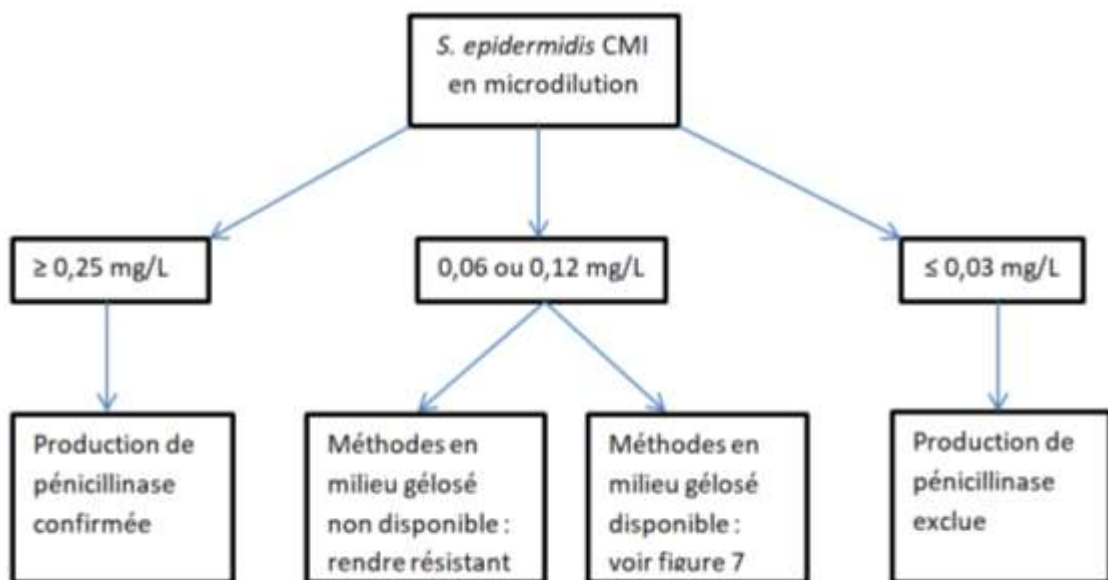 S. epidermidis CMI
en microdilution
≥ 0,25 mg/L
0,06 ou 0,12 mg/L
≤ 0,03 mg/L
Production de
pénicillinase
confirmée
Méthodes en
milieu gélosé
non disponible :
rendre résistant
Méthodes en
milieu gélosé
disponible :
voir figure 7
Production de
pénicillinase
exclue